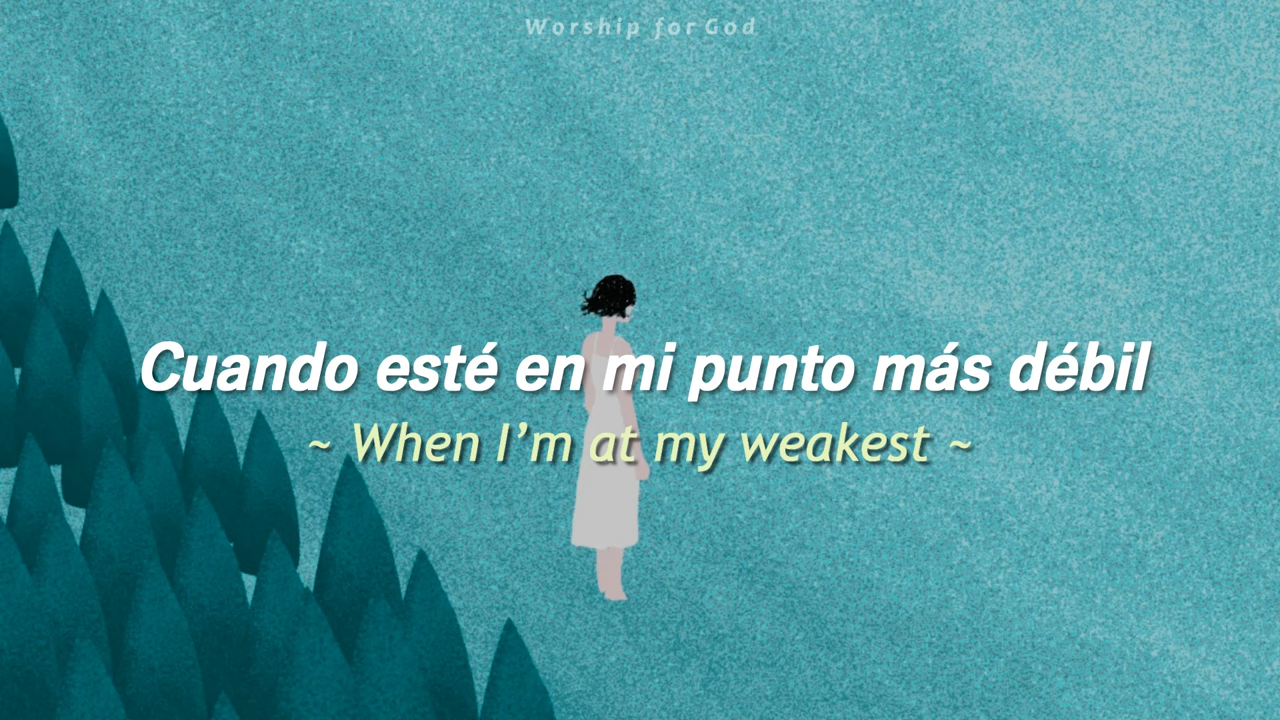 Worship for God
Cuando esté en mi punto más débil
~ When I’m at my weakest ~